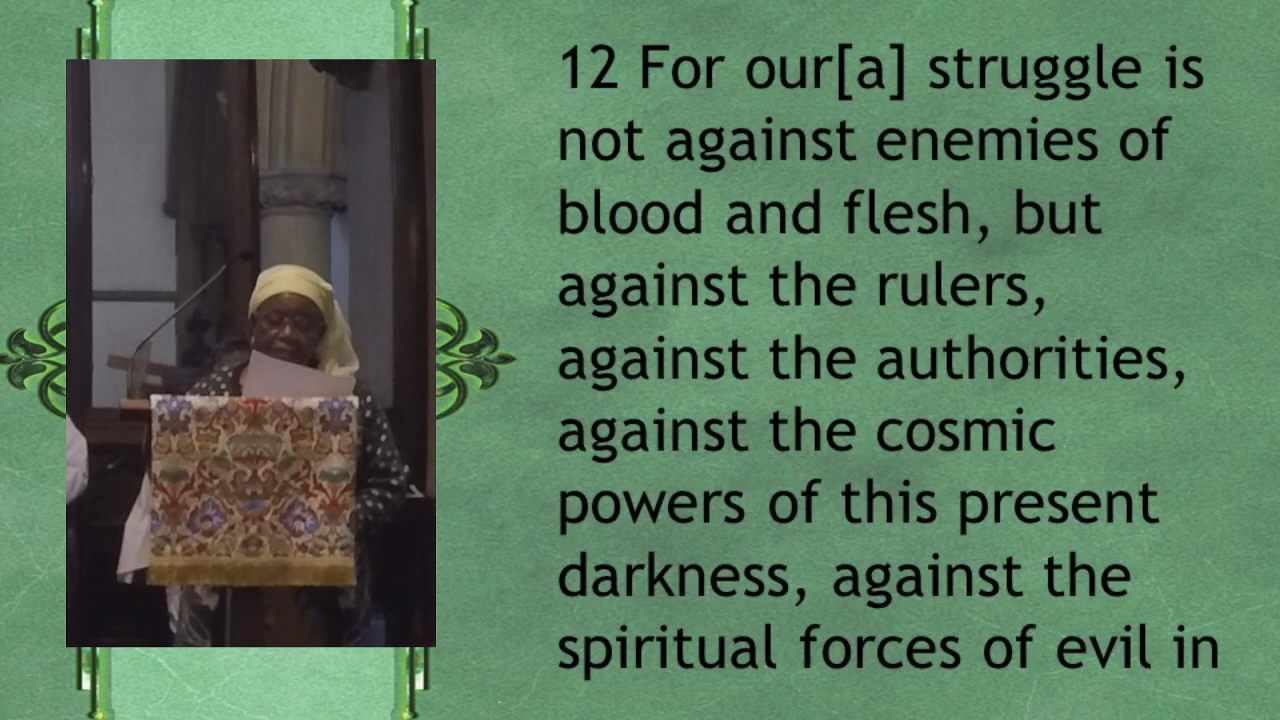 12 For our[a] struggle is
not against enemies of
blood and flesh, but
against the rulers,
against the authorities,
against the cosmic
powers of this present
darkness, against the
spiritual forces of evil in